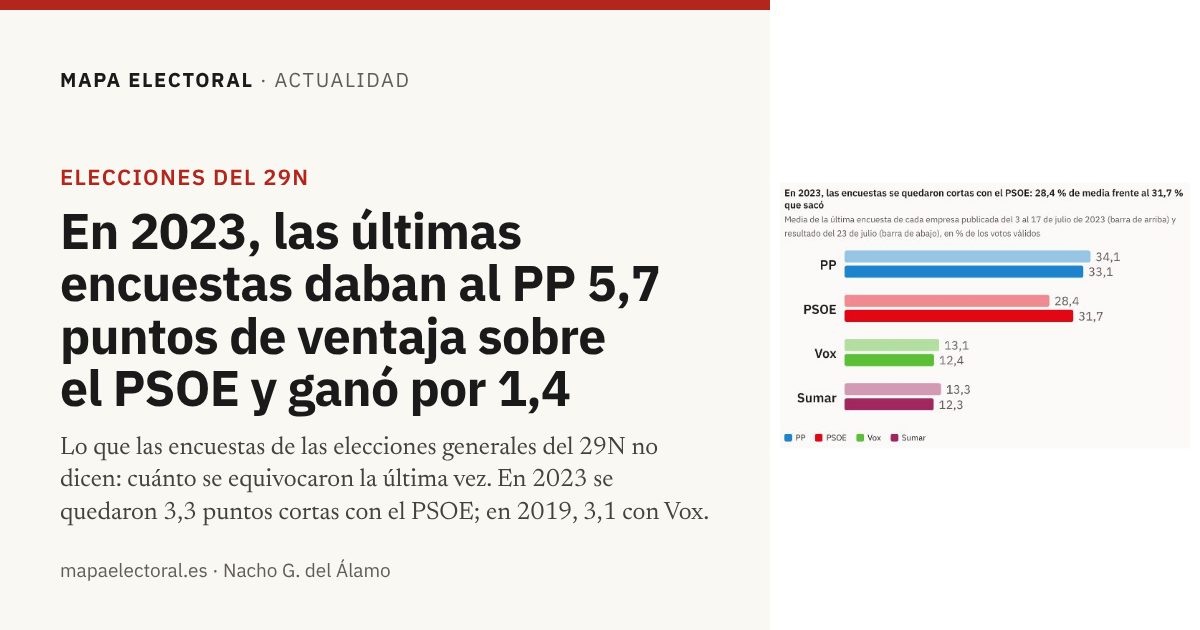 MAPA ELECTORAL · ACTUALIDAD
ELECCIONES DEL 29N
En 2023, las últimas
encuestas daban al PP 5,7
puntos de ventaja sobre
el PSOE y ganó por 1,4
Lo que las encuestas de las elecciones generales del 29N no
dicen: cuánto se equivocaron la última vez. En 2023 se
quedaron 3,3 puntos cortas con el PSOE; en 2019, 3,1 con Vox.
mapaelectoral.es · Nacho G. del Álamo
En 2023, las encuestas se quedaron cortas con el PSOE: 28,4 % de media frente al 31,7 %
que sacó
Media de la última encuesta de cada empresa publicada del 3 al 17 de julio de 2023 (barra de arriba) y
resultado del 23 de julio (barra de abajo), en % de los votos válidos
PP 34,1
33,1
PSOE 28,4
31,7
Vox 13,1
12,4
Sumar 13,3
12,3
PP PSOE Vox Sumar